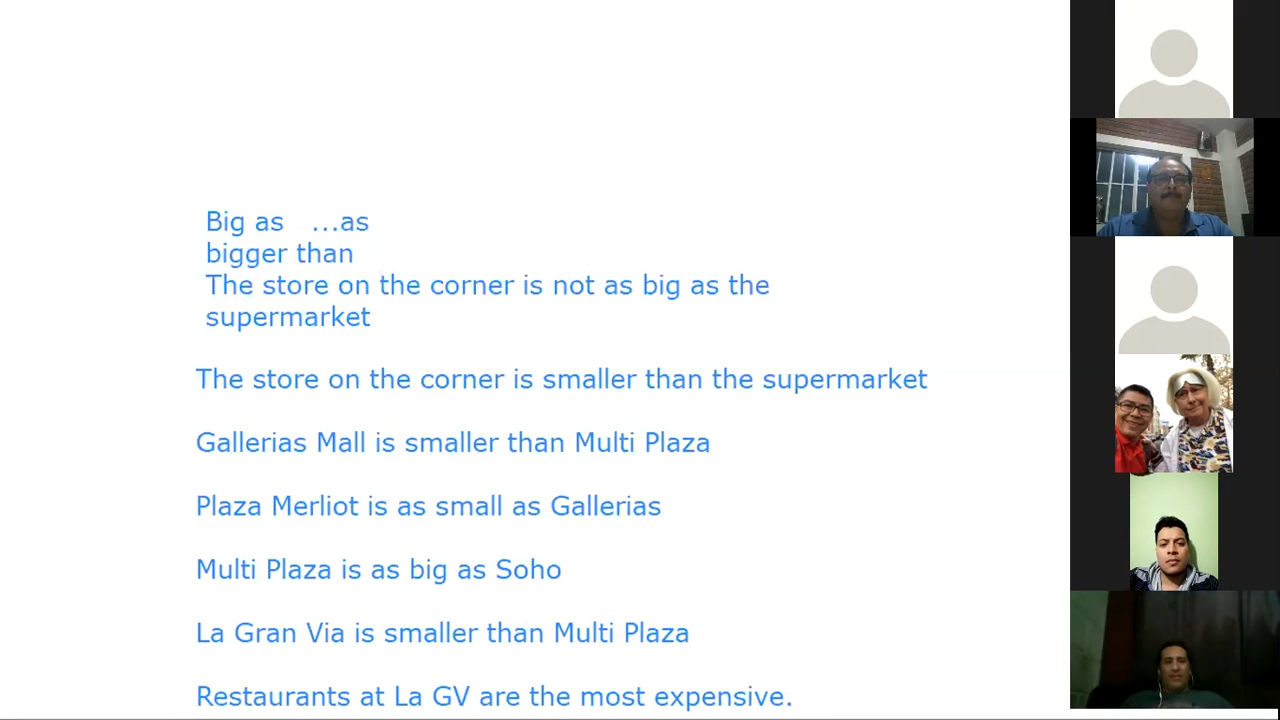 Big as ...as
bigger than
The store on the corner is not as big as the
supermarket
The store on the corner is smaller than the supermarket
Gallerias Mall is smaller than Multi Plaza
Plaza Merliot is as small as Gallerias
Multi Plaza is as big as Soho
La Gran Via is smaller than Multi Plaza
Restaurants at La GV are the most expensive.